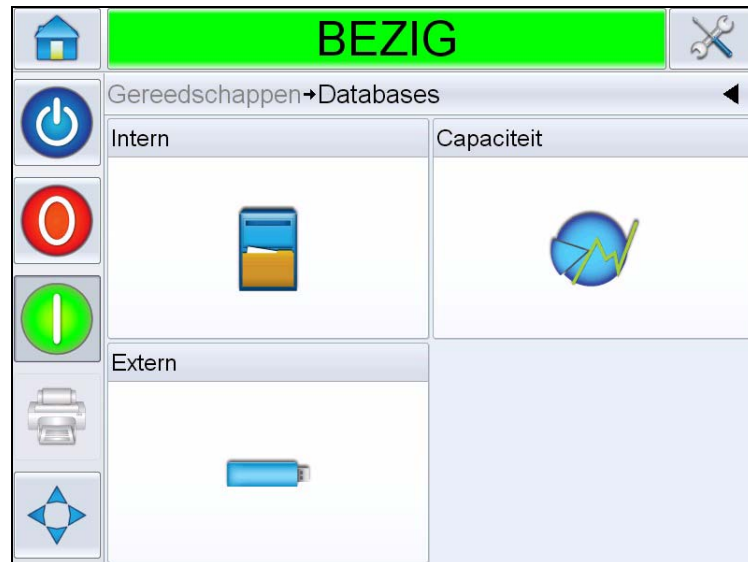 BEZIG
Gereedschappen→Databases
Intern
Capaciteit
Extern